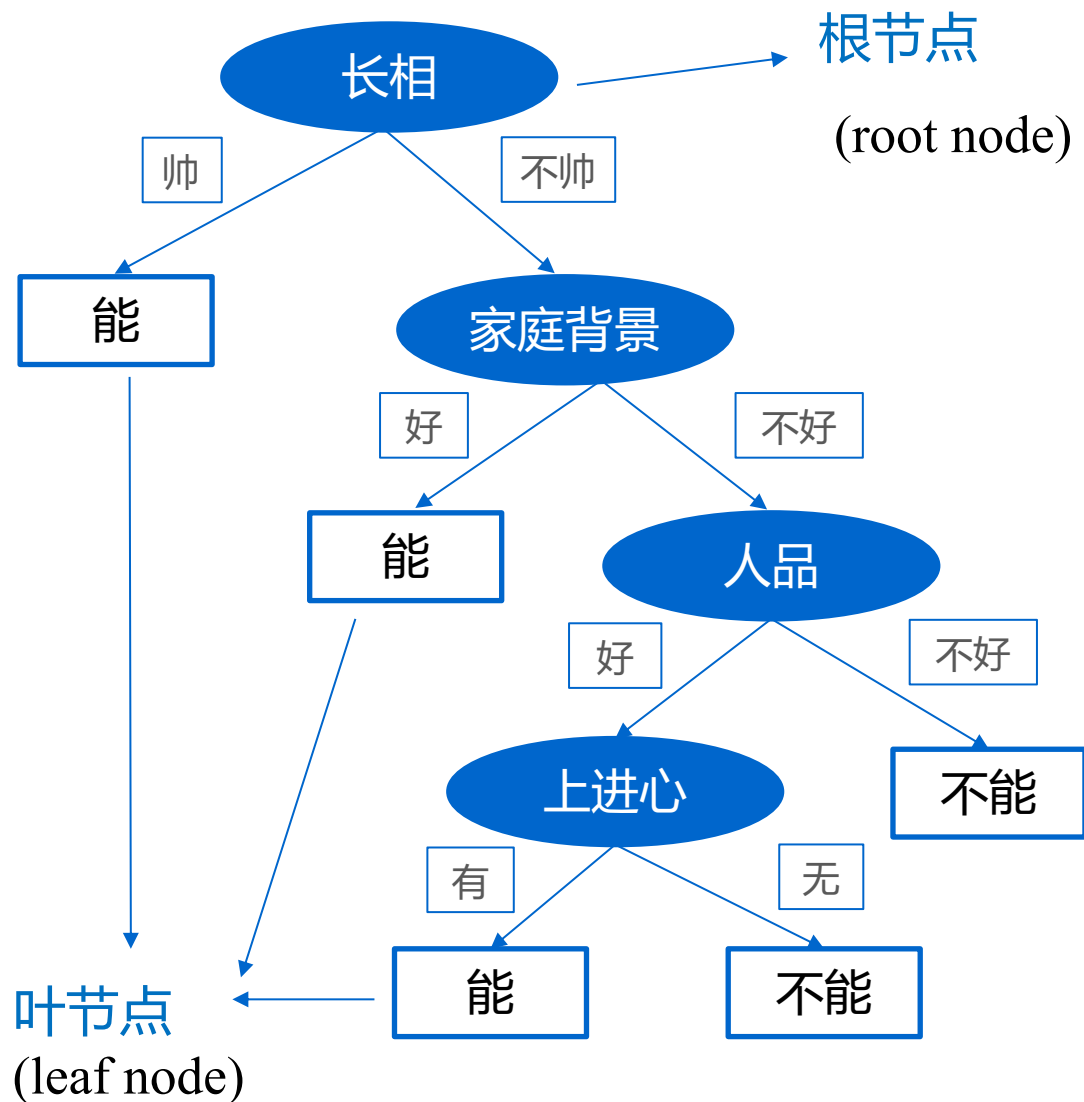 长相
根节点
(root node)
帅
不帅
能
家庭背景
好
不好
能
人品
好
不好
上进心
不能
有
无
能
不能
叶节点
(leaf node)